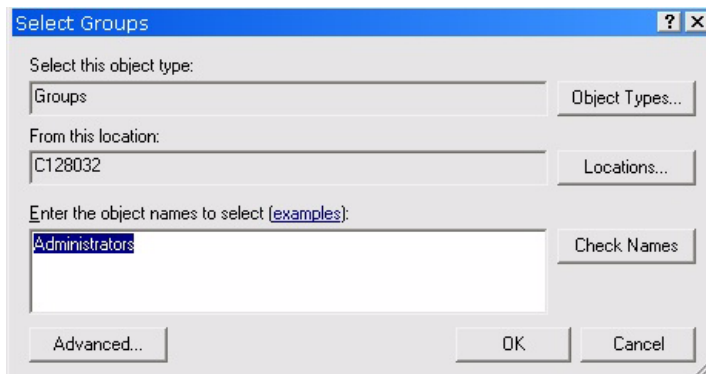 Select Groups
Select this object type:
Groups
Object Types...
From this location:
C128032
Locations...
Enter the object names to select (examples):
Administrators
Check Names
Advanced...
OK
Cancel